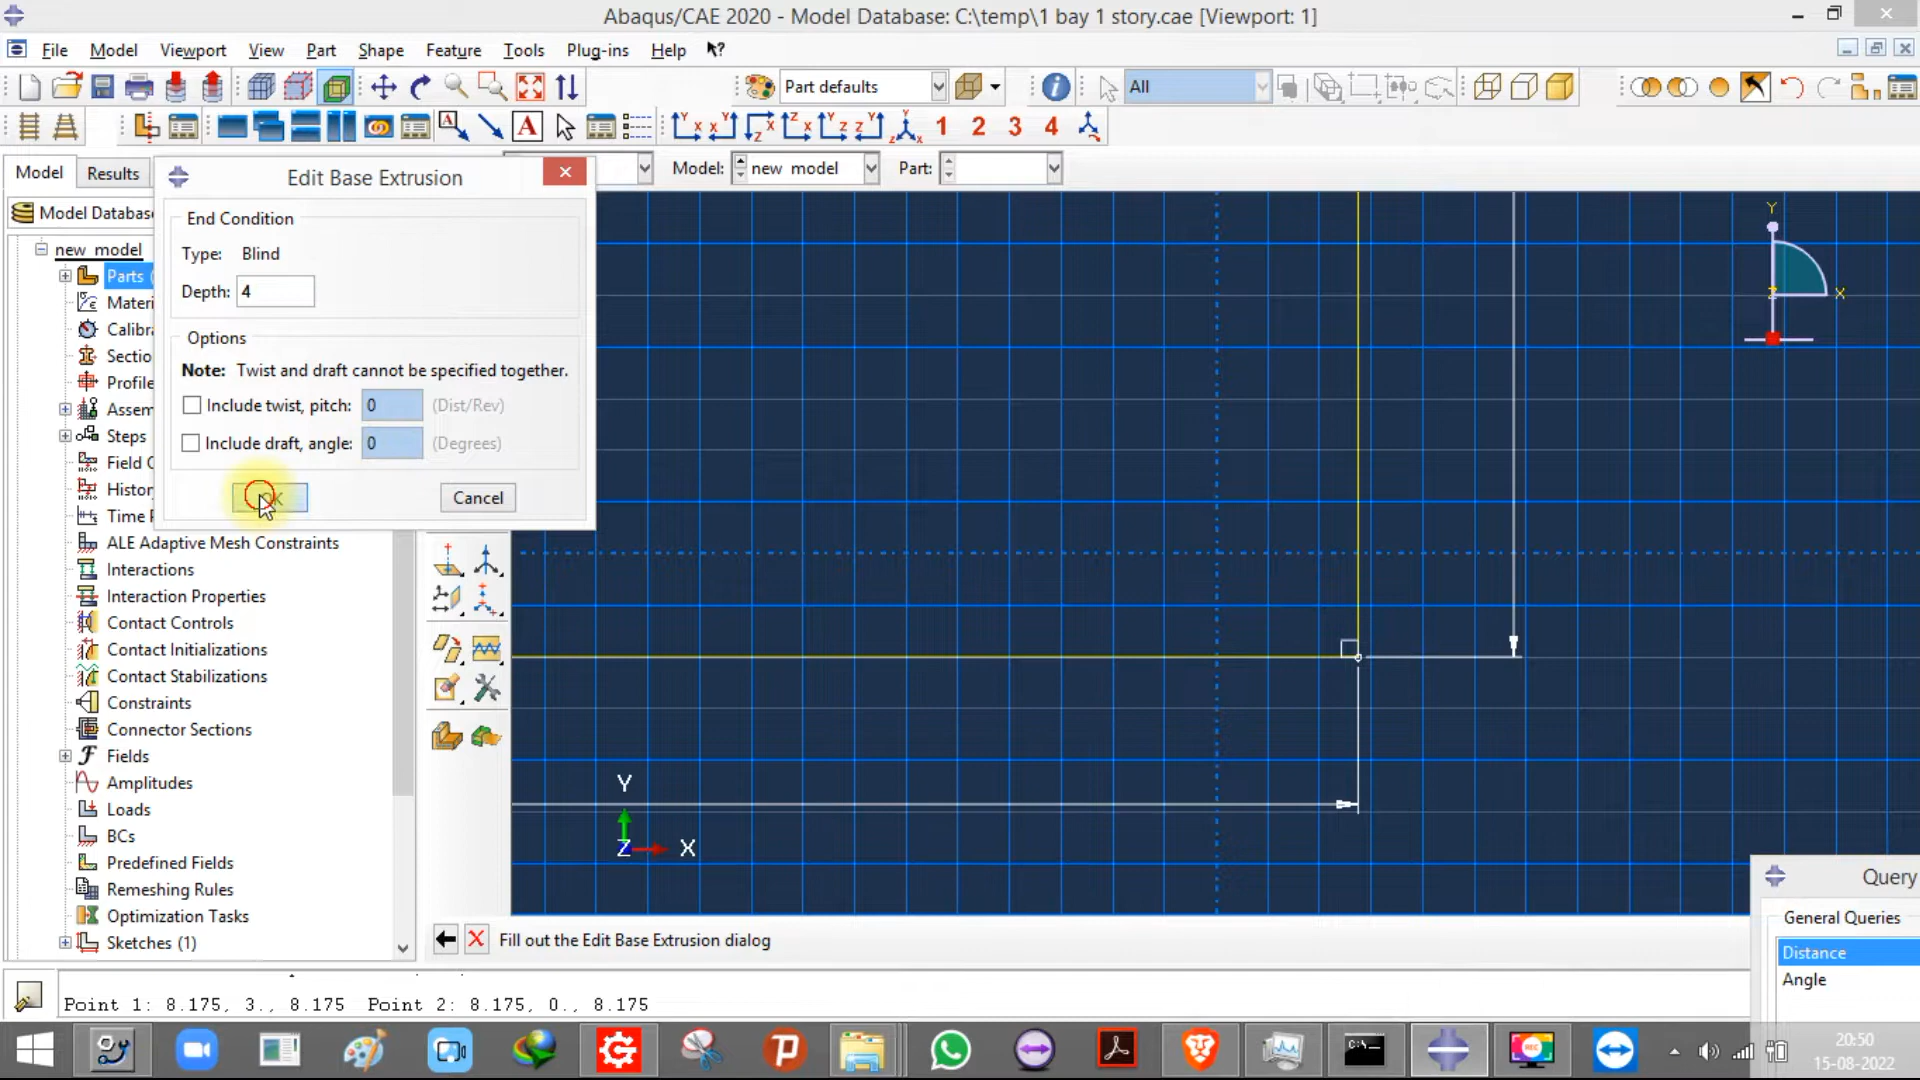 Abaqus/CAE 2020 - Model Database: C:\temp\1 bay 1 story.cae [Viewport: 1]
File Model Viewport View Part Shape Feature Tools Plug-ins Help
Part defaults
All
1 2 3 4
Model Results
Model: new model Part:
Model Databas
new model
Parts (
Materi
Calibra
Sectio
Profile
Assem
Steps
Field O
Histor
Time P
ALE Adaptive Mesh Constraints
Interactions
Interaction Properties
Contact Controls
Contact Initializations
Contact Stabilizations
Constraints
Connector Sections
Fields
Amplitudes
Loads
BCs
Predefined Fields
Remeshing Rules
Optimization Tasks
Sketches (1)
Edit Base Extrusion
End Condition
Type: Blind
Depth: 4
Options
Note: Twist and draft cannot be specified together.
Include twist, pitch: 0 (Dist/Rev)
Include draft, angle: 0 (Degrees)
OK Cancel
Y
Z X
Y
Z X
Query
General Queries
Distance
Angle
Fill out the Edit Base Extrusion dialog
Point 1: 8.175, 3., 8.175 Point 2: 8.175, 0., 8.175
20:50
15-08-2022